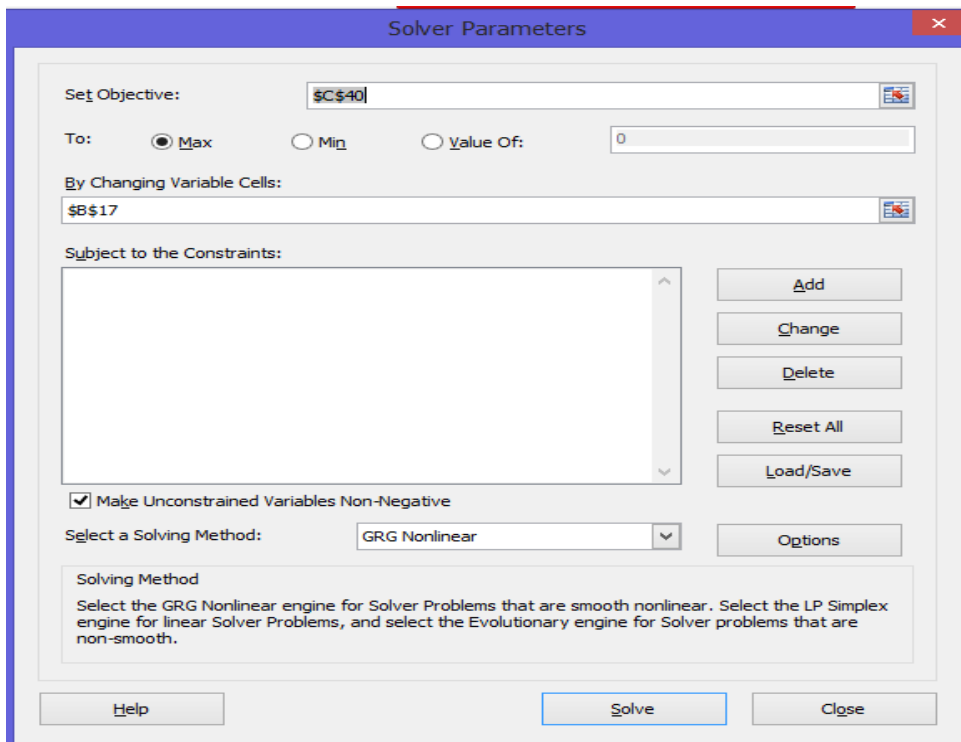 Solver Parameters
Set Objective:
$C$40
To:
Max
Min
Value Of:
0
By Changing Variable Cells:
$B$17
Subject to the Constraints:
Add
Change
Delete
Reset All
Load/Save
Make Unconstrained Variables Non-Negative
Select a Solving Method:
GRG Nonlinear
Options
Solving Method
Select the GRG Nonlinear engine for Solver Problems that are smooth nonlinear. Select the LP Simplex
engine for linear Solver Problems, and select the Evolutionary engine for Solver problems that are
non-smooth.
Help
Solve
Close